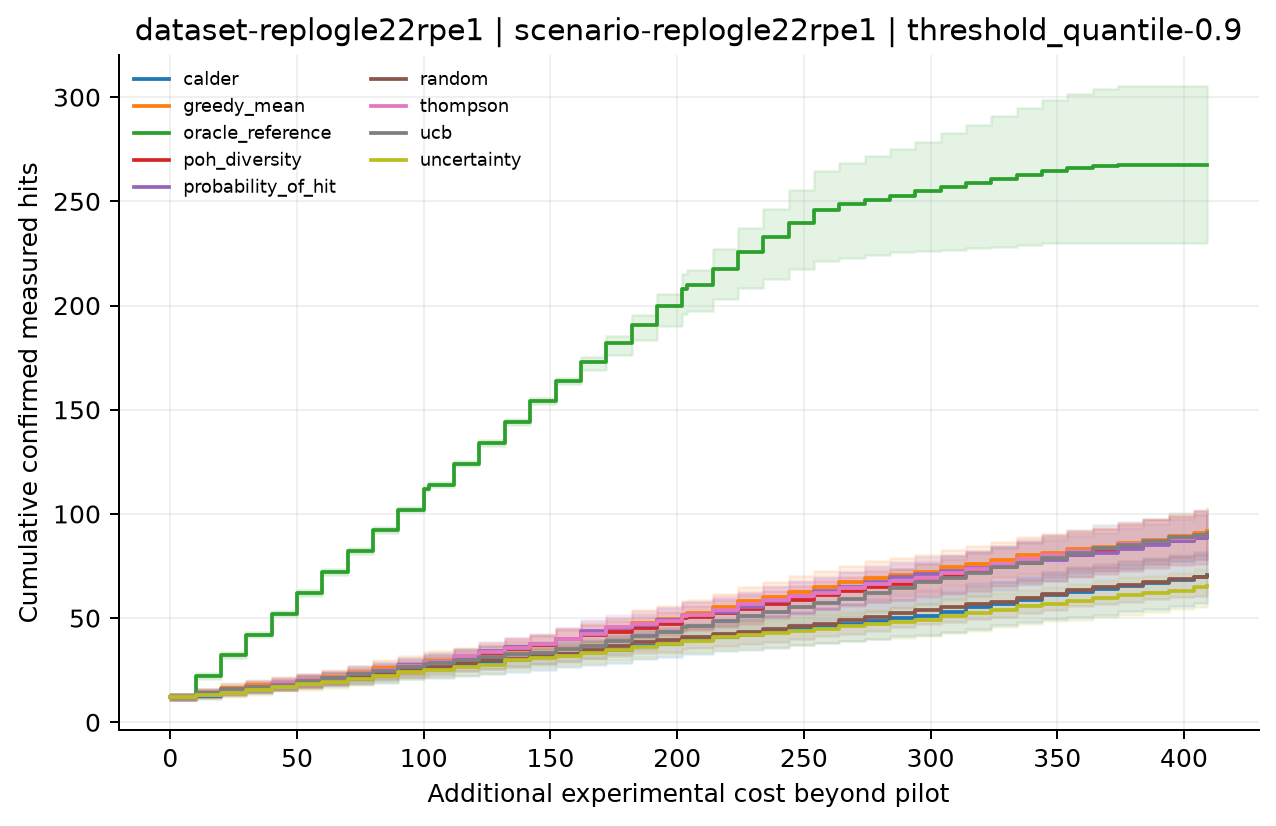 dataset-replogle22rpe1 | scenario-replogle22rpe1 | threshold_quantile-0.9
calder
greedy_mean
oracle_reference
poh_diversity
probability_of_hit
random
thompson
ucb
uncertainty
Cumulative confirmed measured hits
300
250
200
150
100
50
0
0 50 100 150 200 250 300 350 400
Additional experimental cost beyond pilot